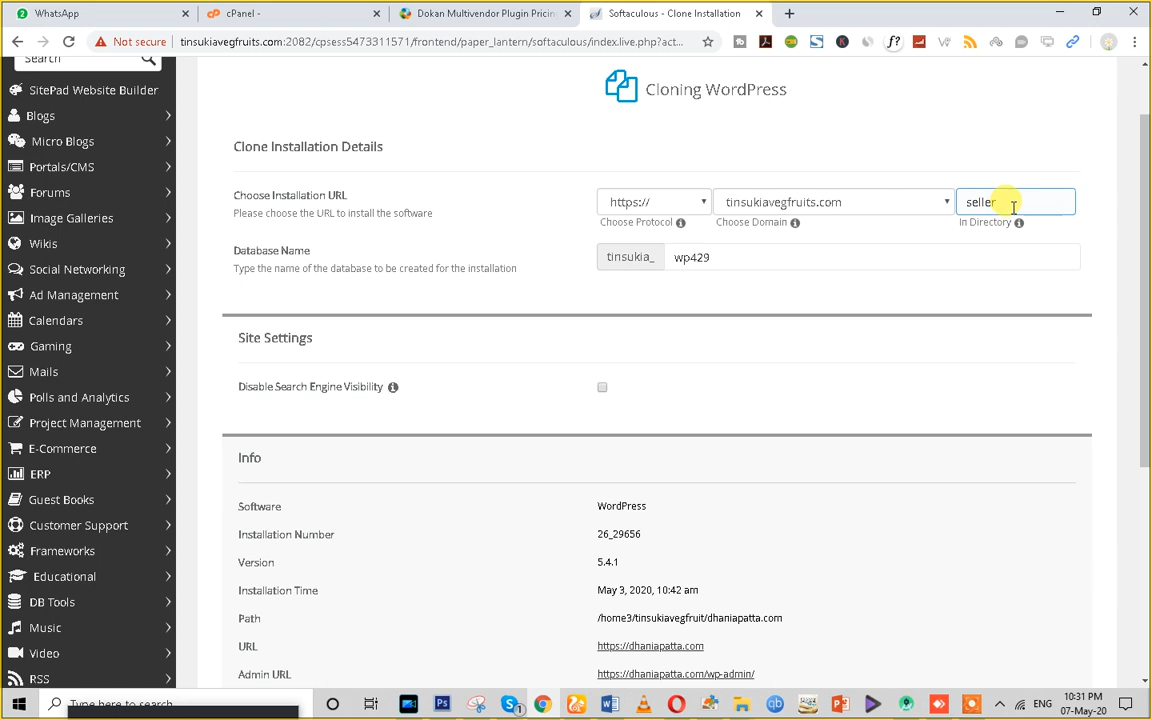 WhatsApp
cPanel -
Dokan Multivendor Plugin Pricin
Softaculous - Clone Installation
Not secure
tinsukiavegfruits.com:2082/cpsess5473311571/frontend/paper_lantern/softaculous/index.live.php?act...
Search
SitePad Website Builder
Blogs
Micro Blogs
Portals/CMS
Forums
Image Galleries
Wikis
Social Networking
Ad Management
Calendars
Gaming
Mails
Polls and Analytics
Project Management
E-Commerce
ERP
Guest Books
Customer Support
Frameworks
Educational
DB Tools
Music
Video
RSS
Cloning WordPress
Clone Installation Details
Choose Installation URL
Please choose the URL to install the software
https://
tinsukiavegfruits.com
seller
Choose Protocol
Choose Domain
In Directory
Database Name
Type the name of the database to be created for the installation
tinsukia_
wp429
Site Settings
Disable Search Engine Visibility
Info
Software
WordPress
Installation Number
26_29656
Version
5.4.1
Installation Time
May 3, 2020, 10:42 am
Path
/home3/tinsukiavegfruit/dhaniapatta.com
URL
https://dhaniapatta.com
Admin URL
https://dhaniapatta.com/wp-admin/
Type here to search
ENG
10:31 PM
07-May-20